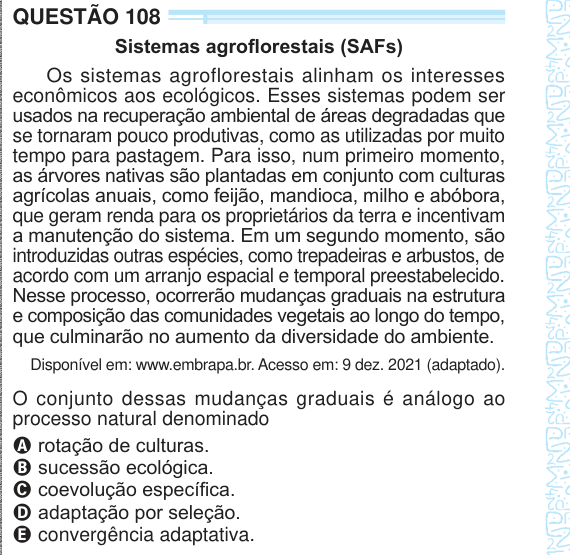 QUESTÃO 108
Sistemas agroflorestais (SAFs)
Os sistemas agroflorestais alinham os interesses
econômicos aos ecológicos. Esses sistemas podem ser
usados na recuperação ambiental de áreas degradadas que
se tornaram pouco produtivas, como as utilizadas por muito
tempo para pastagem. Para isso, num primeiro momento,
as árvores nativas são plantadas em conjunto com culturas
agrícolas anuais, como feijão, mandioca, milho e abóbora,
que geram renda para os proprietários da terra e incentivam
a manutenção do sistema. Em um segundo momento, são
introduzidas outras espécies, como trepadeiras e arbustos, de
acordo com um arranjo espacial e temporal preestabelecido.
Nesse processo, ocorrerão mudanças graduais na estrutura
e composição das comunidades vegetais ao longo do tempo,
que culminarão no aumento da diversidade do ambiente.
Disponível em: www.embrapa.br. Acesso em: 9 dez. 2021 (adaptado).
O conjunto dessas mudanças graduais é análogo ao
processo natural denominado
A rotação de culturas.
B sucessão ecológica.
C coevolução específica.
D adaptação por seleção.
E convergência adaptativa.